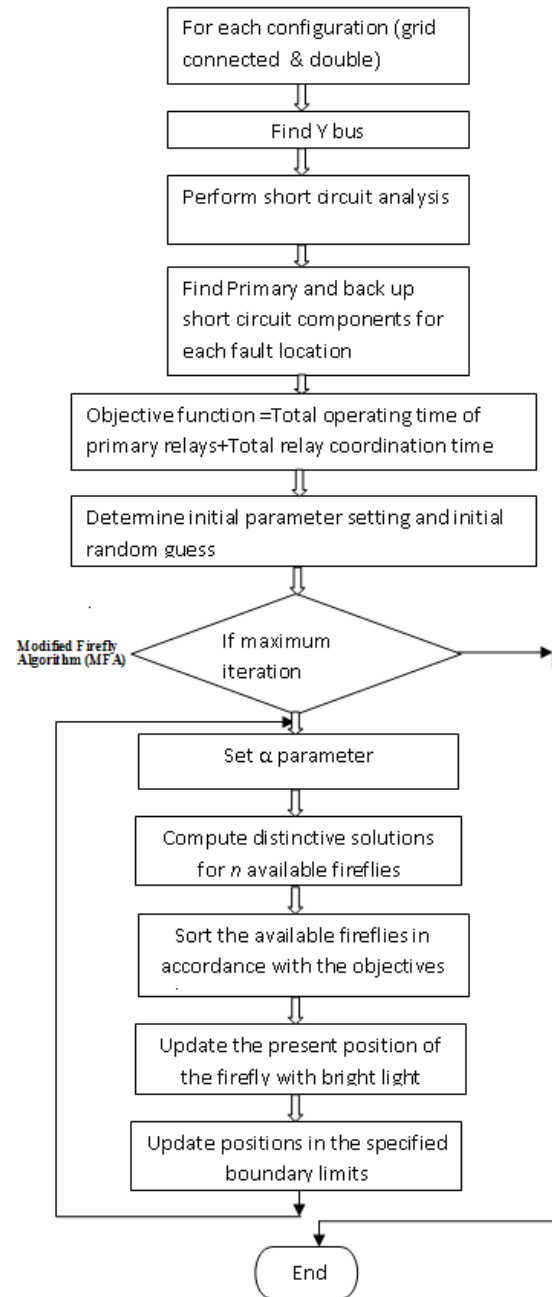 For each configuration (grid
connected & double)
Find Y bus
Perform short circuit analysis
Find Primary and back up
short circuit components for
each fault location
Objective function =Total operating time of
primary relays+Total relay coordination time
Determine initial parameter setting and initial
random guess
Modified Firefly
Algorithm (MFA)
If maximum
iteration
Set α parameter
Compute distinctive solutions
for n available fireflies
Sort the available fireflies in
accordance with the objectives
Update the present position of
the firefly with bright light
Update positions in the specified
boundary limits
End